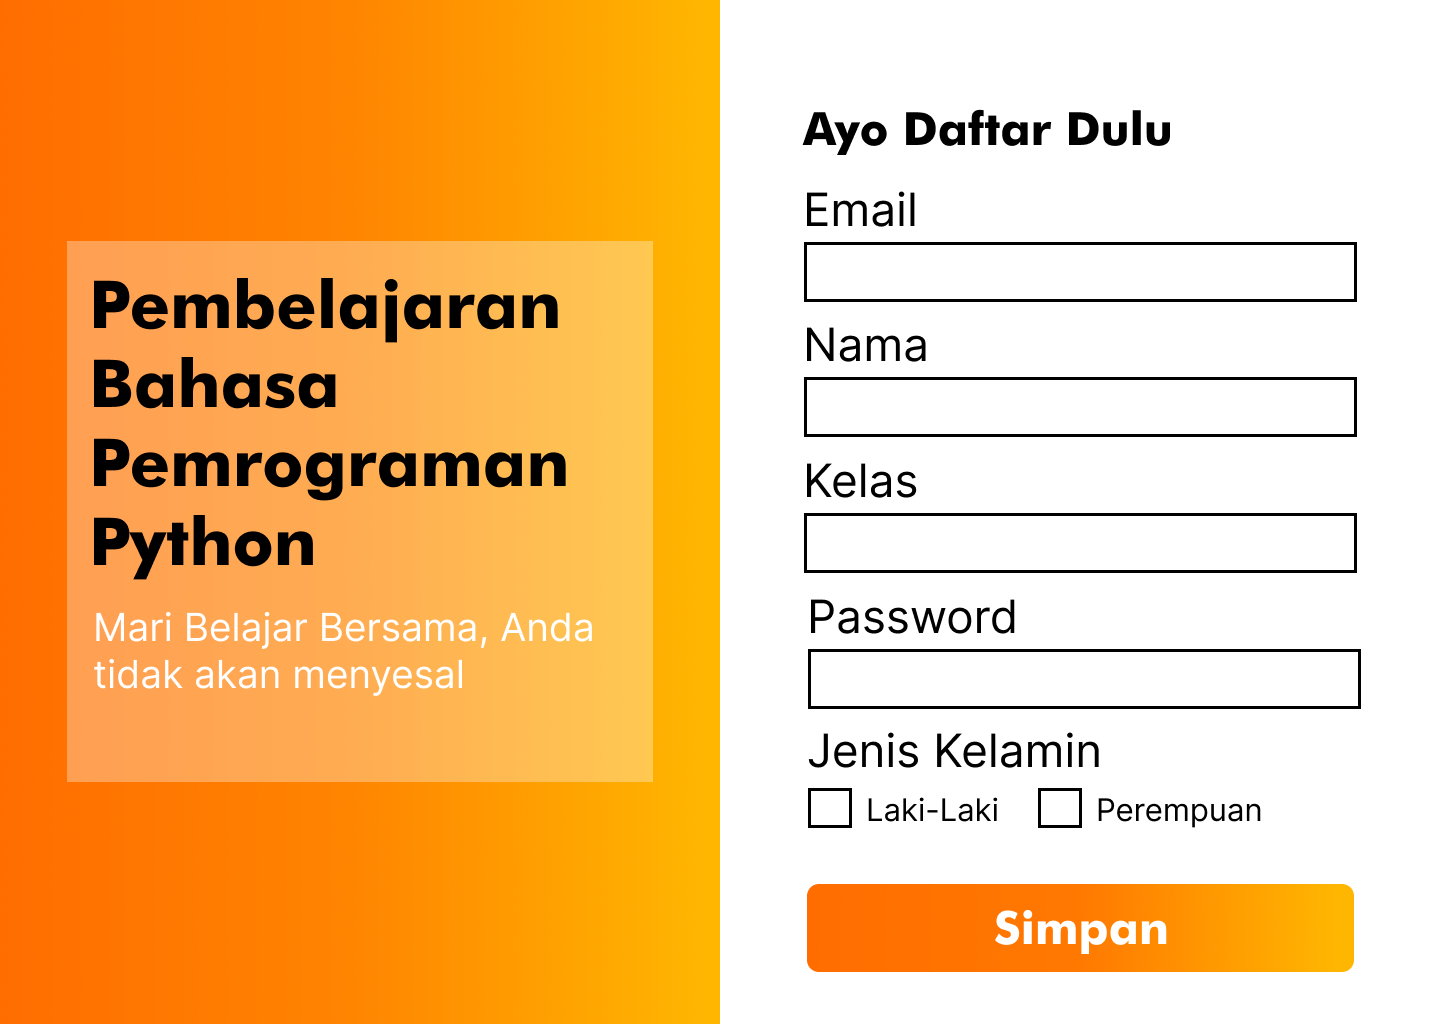 Pembelajaran
Bahasa
Pemrograman
Python
Mari Belajar Bersama, Anda
tidak akan menyesal
Ayo Daftar Dulu
Email
Nama
Kelas
Password
Jenis Kelamin
Laki-Laki Perempuan
Simpan